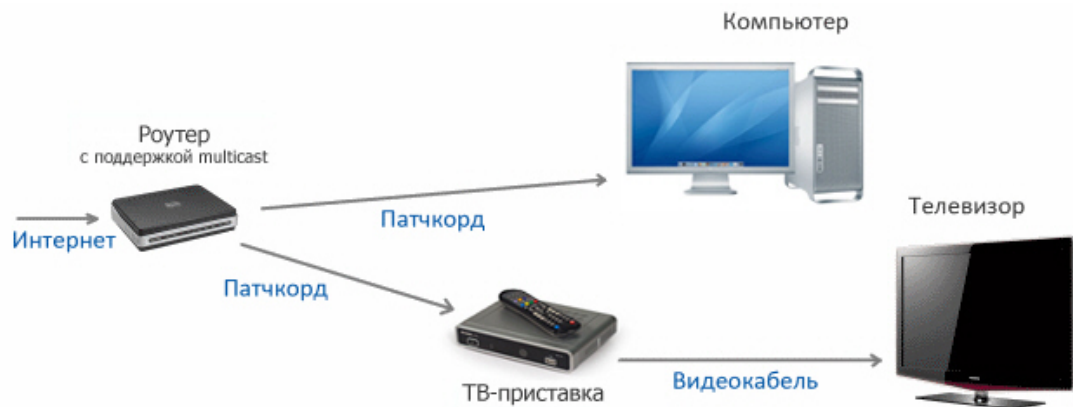 Компьютер
Роутер
с поддержкой multicast
Телевизор
Патчкорд
Интернет
Патчкорд
ТВ-приставка
Видеокабель